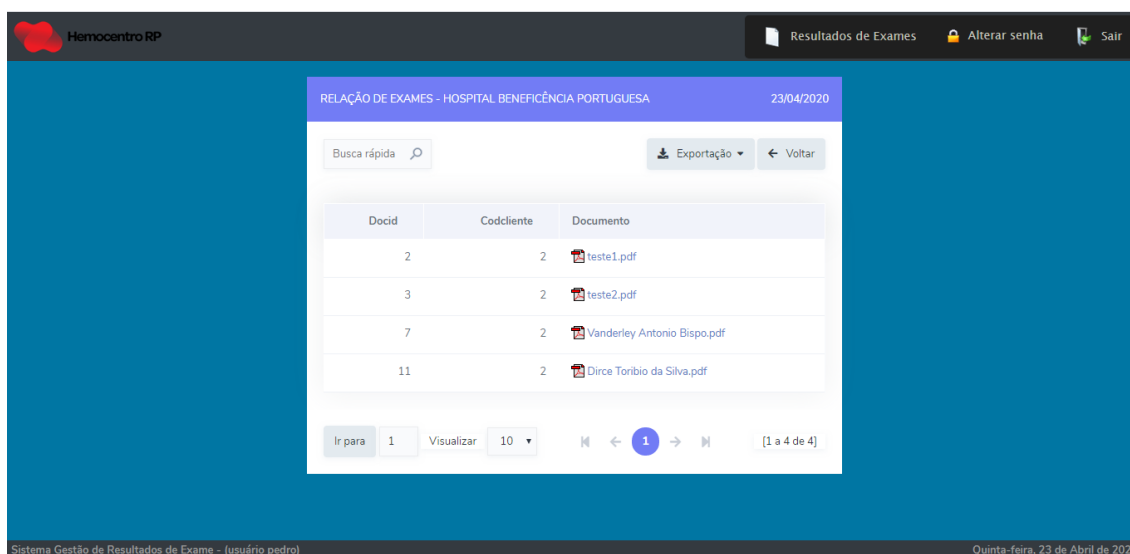 Hemocentro RP
Resultados de Exames Alterar senha Sair
RELAÇÃO DE EXAMES - HOSPITAL BENEFICÊNCIA PORTUGUESA 23/04/2020
Busca rápida Exportação Voltar
Docid Codcliente Documento
2 2 teste1.pdf
3 2 teste2.pdf
7 2 Vanderley Antonio Bispo.pdf
11 2 Dirce Toribio da Silva.pdf
Ir para 1 Visualizar 10 1 [1 a 4 de 4]
Sistema Gestão de Resultados de Exame - (usuário pedro) Quinta-feira, 23 de Abril de 202